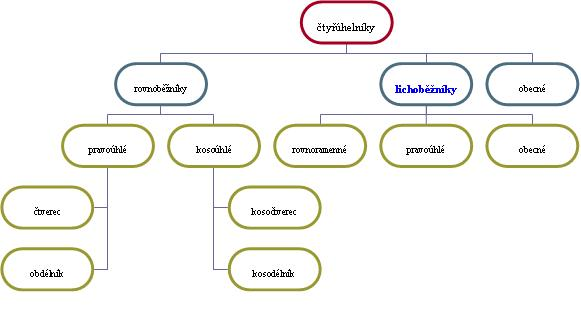 čtyřúhelníky
rovnoběžníky
lichoběžníky
obecné
pravoúhlé
kosoúhlé
rovnoramenné
pravoúhlé
obecné
čtverec
kosočtverec
obdélník
kosodélník